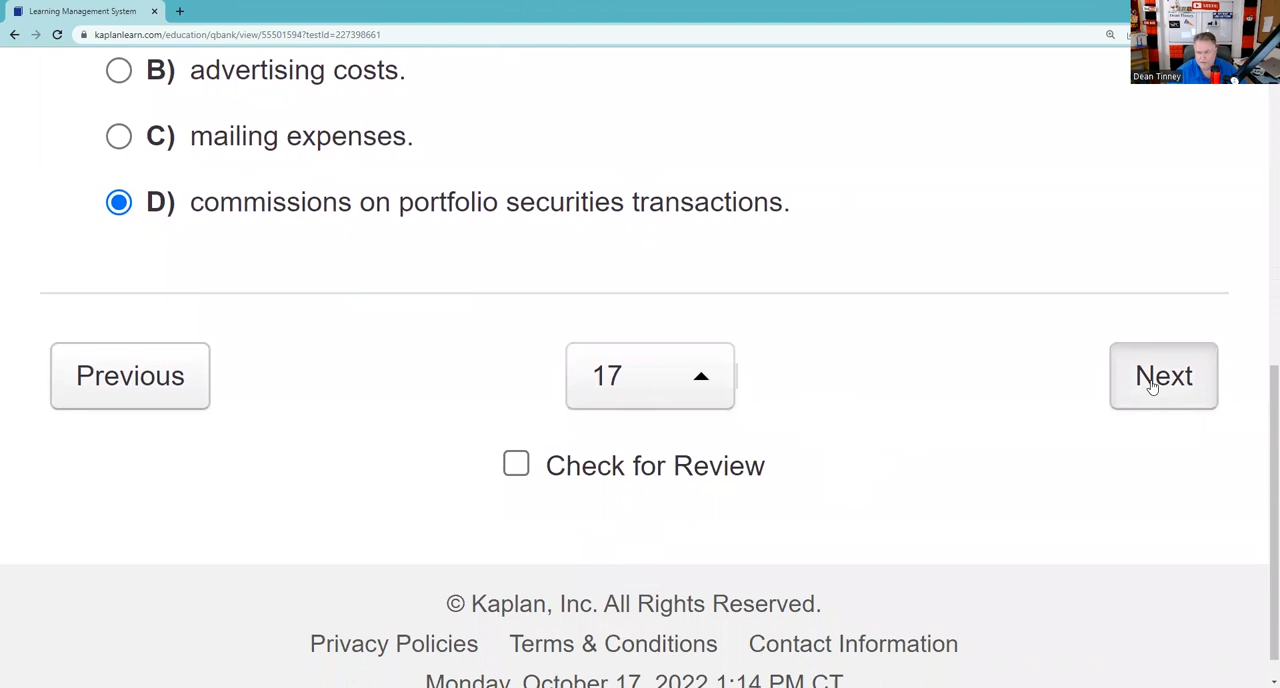 Learning Management System
kaplanlearn.com/education/qbank/view/55501594?testId=227398661
Dean Tinney
B) advertising costs.
C) mailing expenses.
D) commissions on portfolio securities transactions.
Previous
17
Next
Check for Review
© Kaplan, Inc. All Rights Reserved.
Privacy Policies Terms & Conditions Contact Information
Monday, October 17, 2022 1:14 PM CT